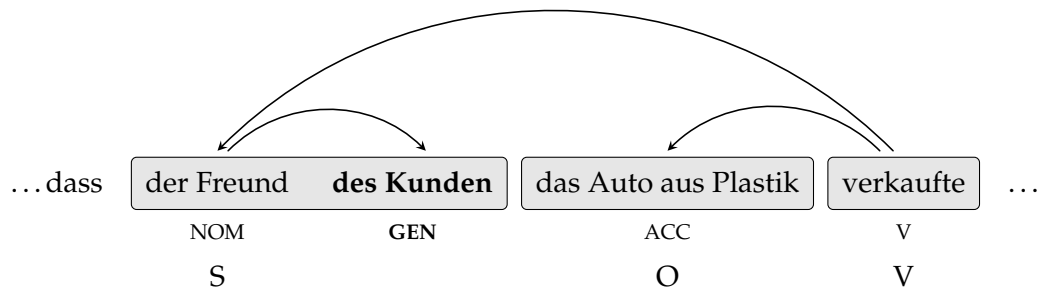 ... dass der Freund des Kunden das Auto aus Plastik verkaufte ...
NOM GEN ACC V
S O V